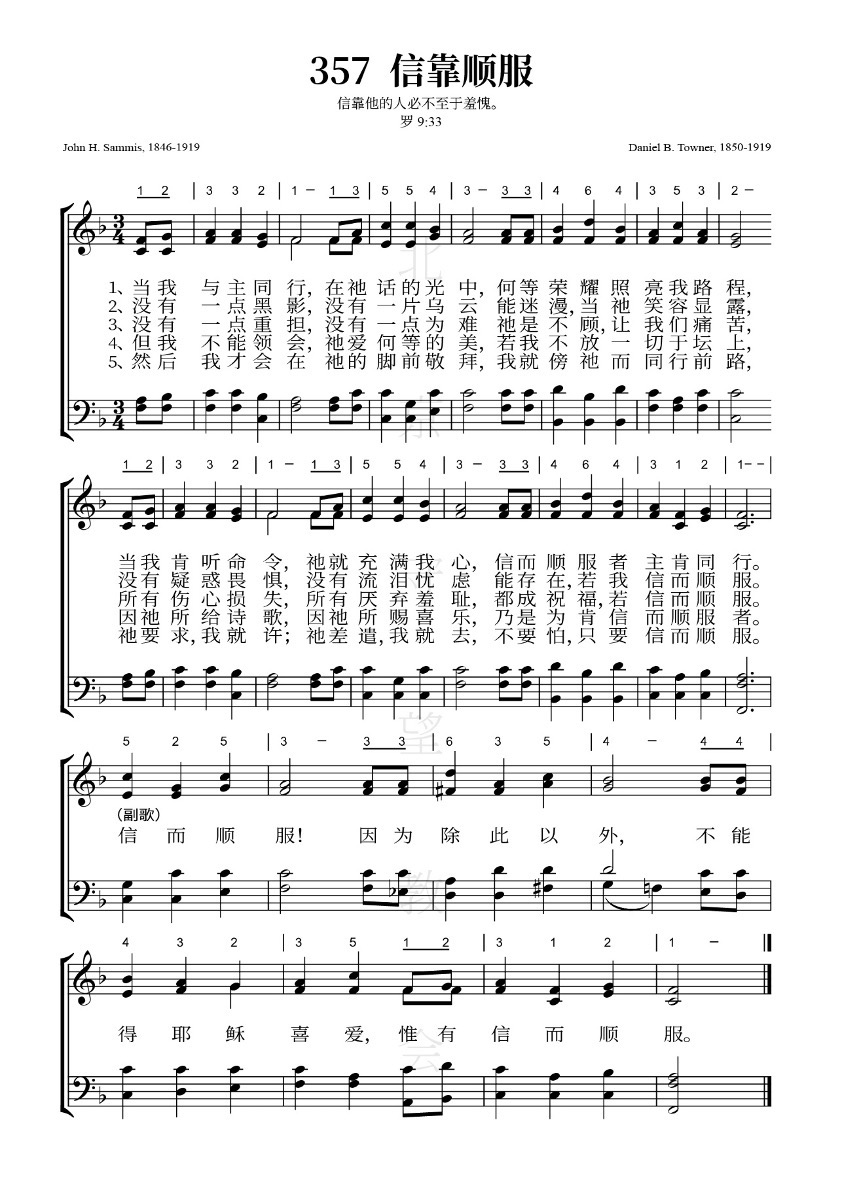 357 信靠顺服
信靠他的人必不至于羞愧。
罗 9:33
John H. Sammis, 1846-1919
Daniel B. Towner, 1850-1919
1 2 | 3 3 2 | 1 – 1 3 | 5 5 4 | 3 – 3 3 | 4 6 4 | 3 5 3 | 2 –
3 4
1、当我 与主同行，在祂话的光中，何等荣耀照亮我路程，
2、没有 一点黑影，没有一片乌云能迷漫，当祂笑容显露，
3、没有 一点重担，没有一点为难祂是不顾，让我们痛苦，
4、但我 不能领会，祂爱何等的美，若我不放一切于坛上，
5、然后 我才会在祂的脚前敬拜，我就傍祂而同行前路，
3 4
1 2 | 3 3 2 | 1 – 1 3 | 5 5 4 | 3 – 3 3 | 4 6 4 | 3 1 2 | 1 – –
当我肯听命令，祂就充满我心，信而顺服者主肯同行。
没有疑惑畏惧，没有流泪忧虑能存在，若我信而顺服。
所有伤心损失，所有厌弃羞耻，都成祝福，若信而顺服。
因祂所给诗歌，因祂所赐喜乐，乃是为肯信而顺服者。
祂要求，我就许；祂差遣，我就去，不要怕，只要信而顺服。
5 2 5 | 3 – 3 3 | 6 3 5 | 4 – 4 4
（副歌）
信而顺服！因为除此以外，不能
4 3 2 | 3 5 1 2 | 3 1 2 | 1 –
得耶稣喜爱，惟有信而顺服。
北
京
守
望
教
会